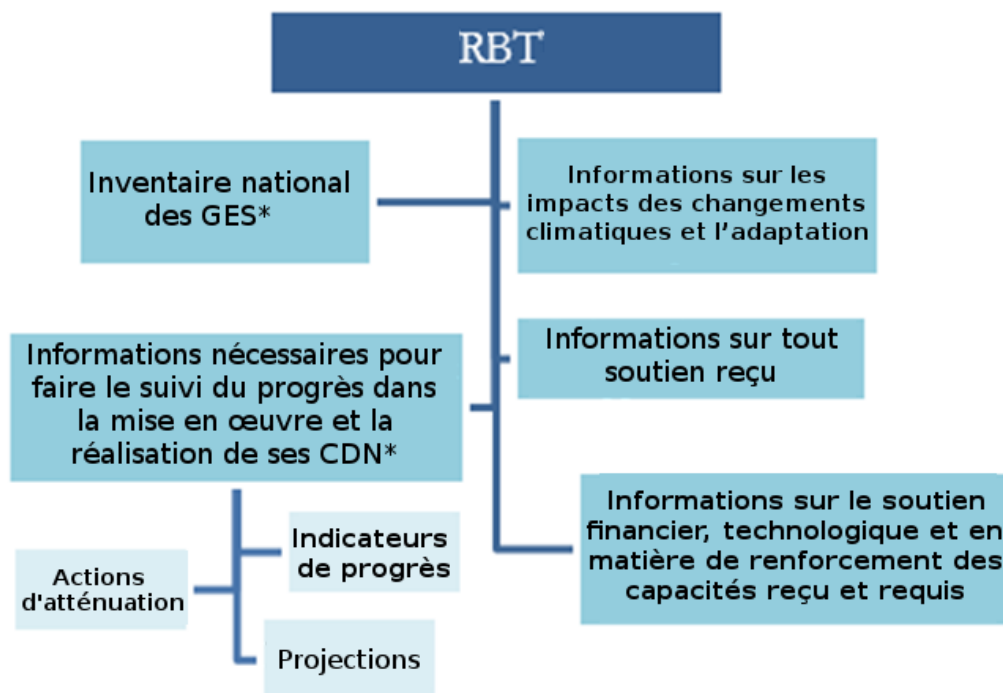 RBT
Inventaire national
des GES*
Informations sur les
impacts des changements
climatiques et l’adaptation
Informations sur tout
soutien reçu
Informations nécessaires pour
faire le suivi du progrès dans
la mise en œuvre et la
réalisation de ses CDN*
Informations sur le soutien
financier, technologique et en
matière de renforcement des
capacités reçu et requis
Indicateurs
de progrès
Actions
d'atténuation
Projections